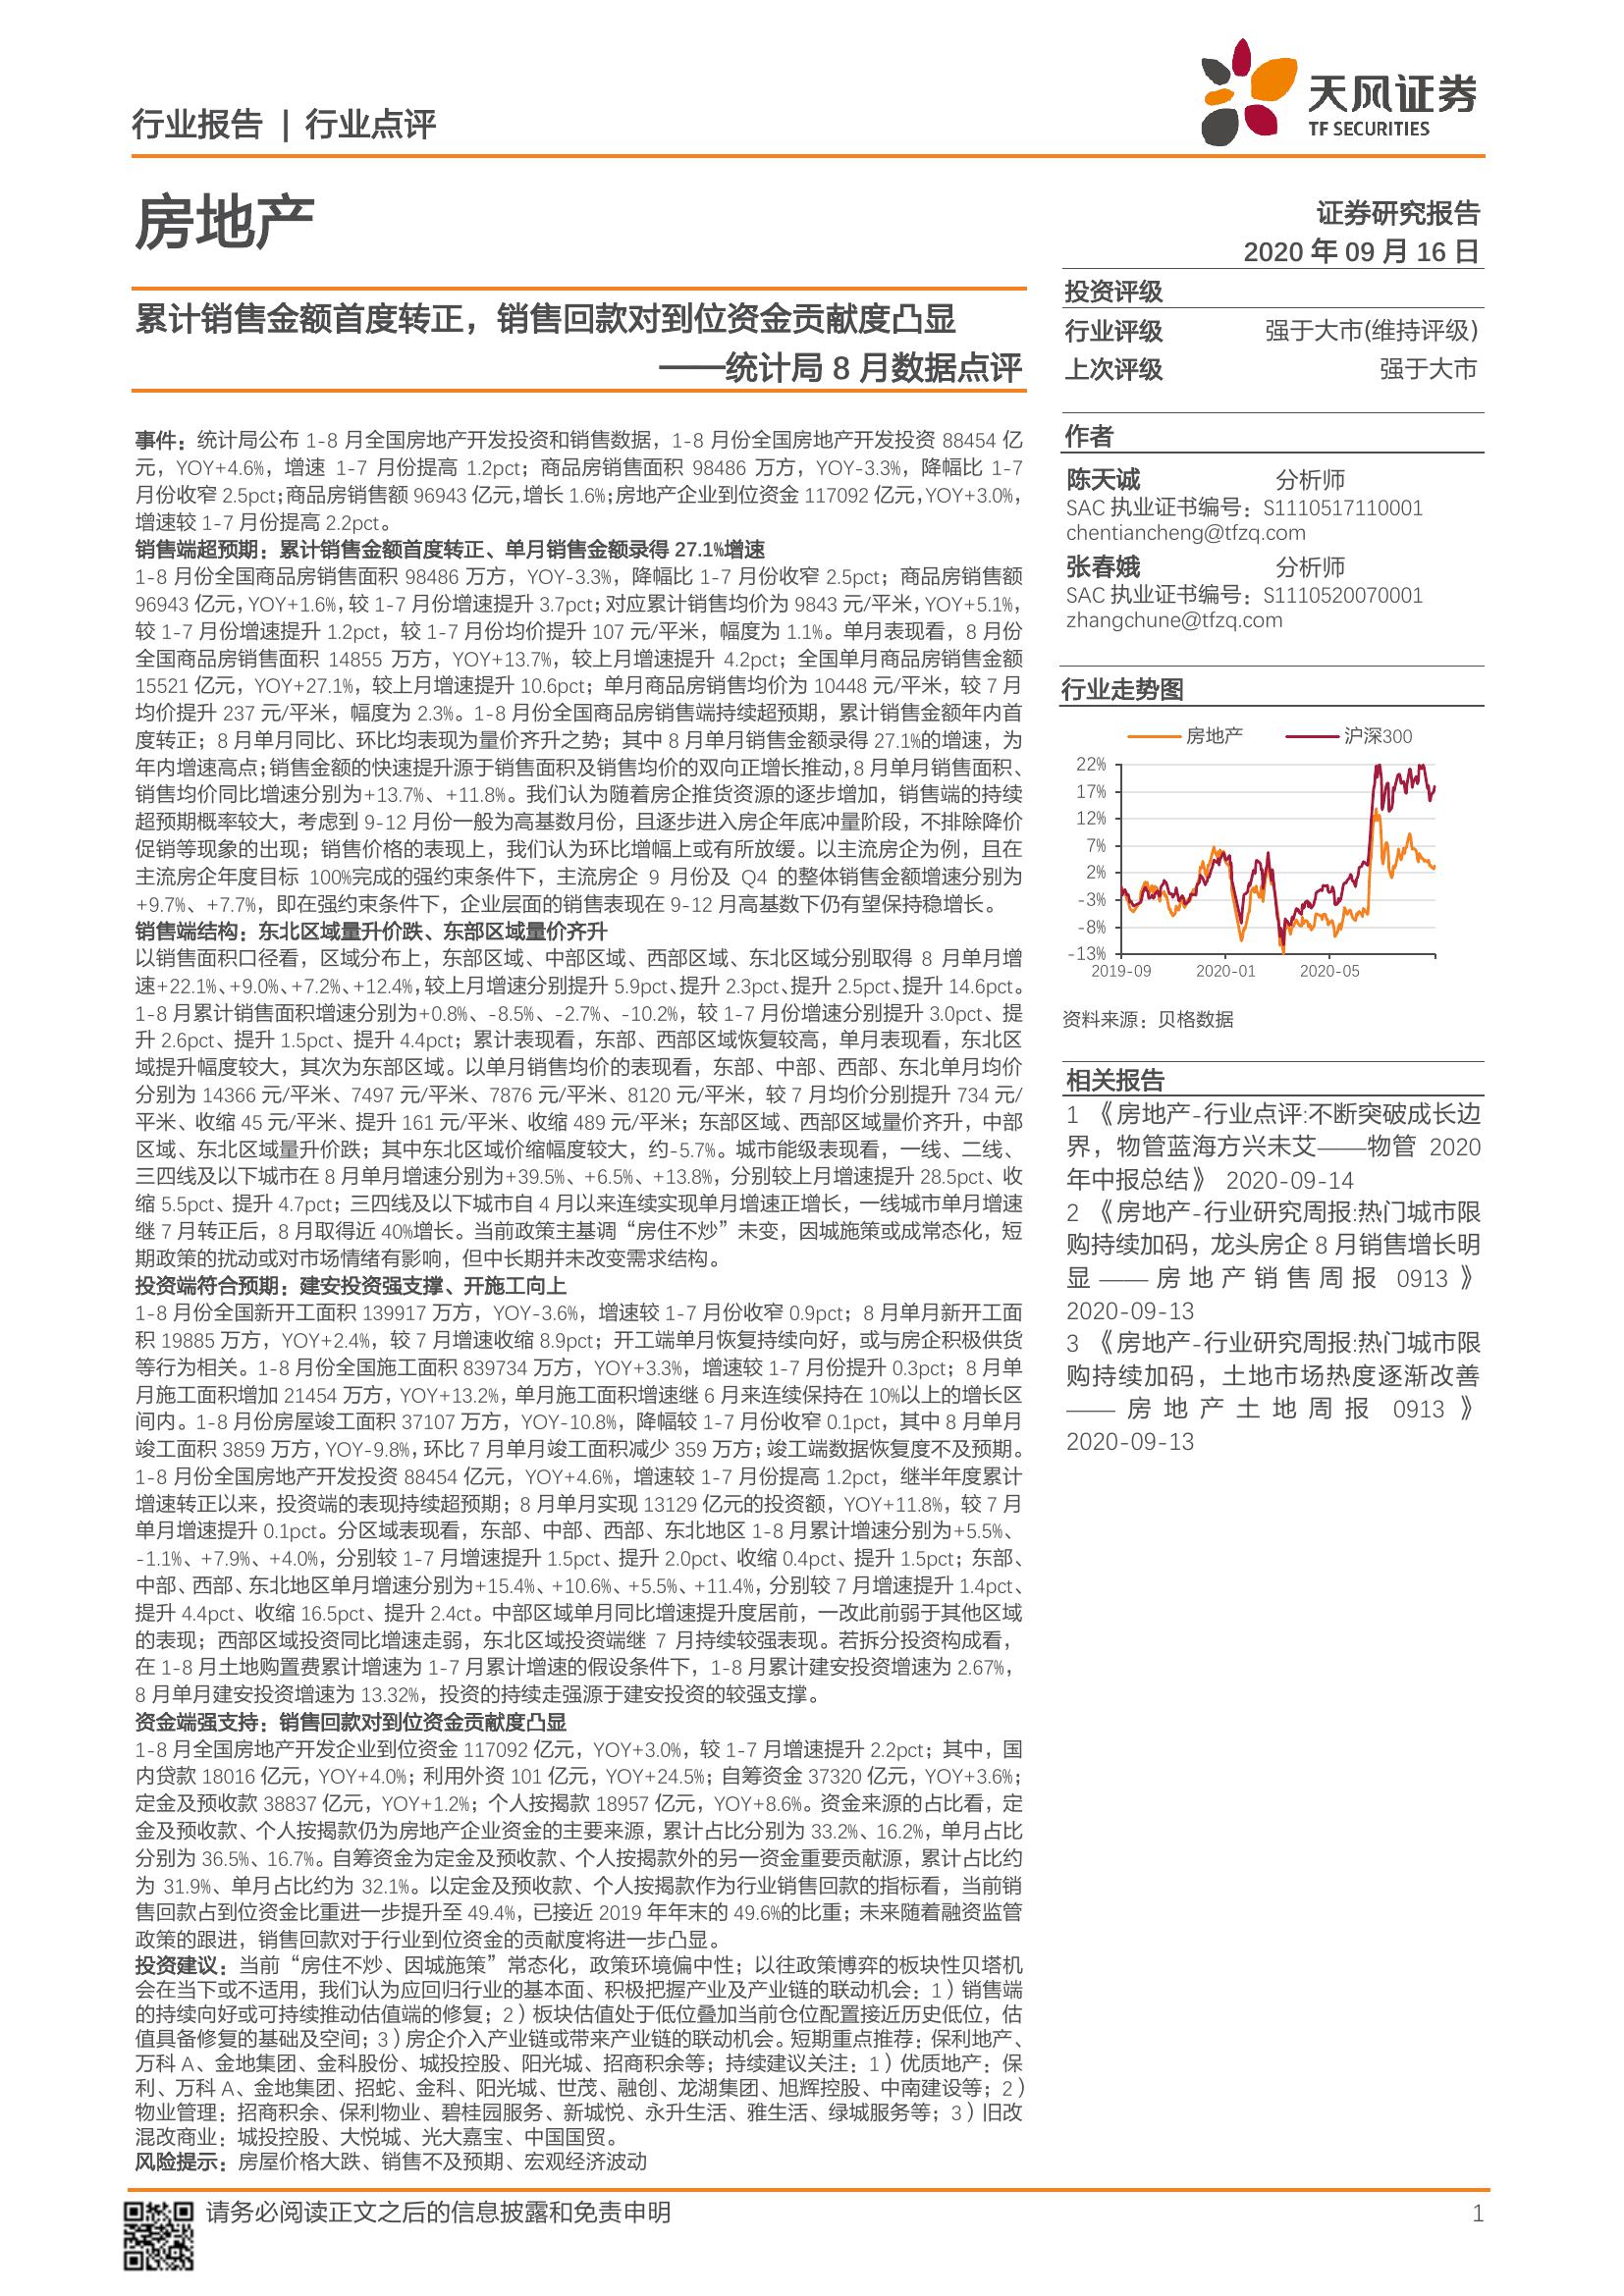 行业报告 | 行业点评
天风证券
TF SECURITIES
房地产
证券研究报告
2020 年 09 月 16 日
累计销售金额首度转正，销售回款对到位资金贡献度凸显
——统计局 8 月数据点评
事件：统计局公布 1-8 月全国房地产开发投资和销售数据，1-8 月份全国房地产开发投资 88454 亿
元，YOY+4.6%，增速 1-7 月份提高 1.2pct；商品房销售面积 98486 万方，YOY-3.3%，降幅比 1-7
月份收窄 2.5pct；商品房销售额 96943 亿元，增长 1.6%；房地产企业到位资金 117092 亿元，YOY+3.0%，
增速较 1-7 月份提高 2.2pct。
销售端超预期：累计销售金额首度转正、单月销售金额录得 27.1%增速
1-8 月份全国商品房销售面积 98486 万方，YOY-3.3%，降幅比 1-7 月份收窄 2.5pct；商品房销售额
96943 亿元，YOY+1.6%，较 1-7 月份增速提升 3.7pct；对应累计销售均价为 9843 元/平米，YOY+5.1%，
较 1-7 月份增速提升 1.2pct，较 1-7 月份均价提升 107 元/平米，幅度为 1.1%。单月表现看，8 月份
全国商品房销售面积 14855 万方，YOY+13.7%，较上月增速提升 4.2pct；全国单月商品房销售金额
15521 亿元，YOY+27.1%，较上月增速提升 10.6pct；单月商品房销售均价为 10448 元/平米，较 7 月
均价提升 237 元/平米，幅度为 2.3%。1-8 月份全国商品房销售端持续超预期，累计销售金额年内首
度转正；8 月单月同比、环比均表现为量价齐升之势；其中 8 月单月销售金额录得 27.1%的增速，为
年内增速高点；销售金额的快速提升源于销售面积及销售均价的双向正增长推动，8 月单月销售面积、
销售均价同比增速分别为+13.7%、+11.8%。我们认为随着房企推货资源的逐步增加，销售端的持续
超预期概率较大，考虑到 9-12 月份一般为高基数月份，且逐步进入房企年底冲量阶段，不排除降价
促销等现象的出现；销售价格的表现上，我们认为环比增幅上或有所放缓。以主流房企为例，且在
主流房企年度目标 100%完成的强约束条件下，主流房企 9 月份及 Q4 的整体销售金额增速分别为
+9.7%、+7.7%，即在强约束条件下，企业层面的销售表现在 9-12 月高基数下仍有望保持稳增长。
销售端结构：东北区域量升价跌、东部区域量价齐升
以销售面积口径看，区域分布上，东部区域、中部区域、西部区域、东北区域分别取得 8 月单月增
速+22.1%、+9.0%、+7.2%、+12.4%，较上月增速分别提升 5.9pct、提升 2.3pct、提升 2.5pct、提升 14.6pct。
1-8 月累计销售面积增速分别为+0.8%、-8.5%、-2.7%、-10.2%，较 1-7 月份增速分别提升 3.0pct、提
升 2.6pct、提升 1.5pct、提升 4.4pct；累计表现看，东部、西部区域恢复较高，单月表现看，东北区
域提升幅度较大，其次为东部区域。以单月销售均价的表现看，东部、中部、西部、东北单月均价
分别为 14366 元/平米、7497 元/平米、7876 元/平米、8120 元/平米，较 7 月均价分别提升 734 元/
平米、收缩 45 元/平米、提升 161 元/平米、收缩 489 元/平米；东部区域、西部区域量价齐升，中部
区域、东北区域量升价跌；其中东北区域价缩幅度较大，约-5.7%。城市能级表现看，一线、二线、
三四线及以下城市在 8 月单月增速分别为+39.5%、+6.5%、+13.8%，分别较上月增速提升 28.5pct、收
缩 5.5pct、提升 4.7pct；三四线及以下城市自 4 月以来连续实现单月增速正增长，一线城市单月增速
继 7 月转正后，8 月取得近 40%增长。当前政策主基调“房住不炒”未变，因城施策或成常态化，短
期政策的扰动或对市场情绪有影响，但中长期并未改变需求结构。
投资端符合预期：建安投资强支撑、开施工向上
1-8 月份全国新开工面积 139917 万方，YOY-3.6%，增速较 1-7 月份收窄 0.9pct；8 月单月新开工面
积 19885 万方，YOY+2.4%，较 7 月增速收缩 8.9pct；开工端单月恢复持续向好，或与房企积极供货
等行为相关。1-8 月份全国施工面积 839734 万方，YOY+3.3%，增速较 1-7 月份提升 0.3pct；8 月单
月施工面积增加 21454 万方，YOY+13.2%，单月施工面积增速继 6 月来连续保持在 10%以上的增长区
间内。1-8 月份房屋竣工面积 37107 万方，YOY-10.8%，降幅较 1-7 月份收窄 0.1pct，其中 8 月单月
竣工面积 3859 万方，YOY-9.8%，环比 7 月单月竣工面积减少 359 万方；竣工端数据恢复度不及预期。
1-8 月份全国房地产开发投资 88454 亿元，YOY+4.6%，增速较 1-7 月份提高 1.2pct，继半年度累计
增速转正以来，投资端的表现持续超预期；8 月单月实现 13129 亿元的投资额，YOY+11.8%，较 7 月
单月增速提升 0.1pct。分区域表现看，东部、中部、西部、东北地区 1-8 月累计增速分别为+5.5%、
-1.1%、+7.9%、+4.0%，分别较 1-7 月增速提升 1.5pct、提升 2.0pct、收缩 0.4pct、提升 1.5pct；东部、
中部、西部、东北地区单月增速分别为+15.4%、+10.6%、+5.5%、+11.4%，分别较 7 月增速提升 1.4pct、
提升 4.4pct、收缩 16.5pct、提升 2.4ct。中部区域单月同比增速提升度居前，一改此前弱于其他区域
的表现；西部区域投资同比增速走弱，东北区域投资端继 7 月持续较强表现。若拆分投资构成看，
在 1-8 月土地购置费累计增速为 1-7 月累计增速的假设条件下，1-8 月累计建安投资增速为 2.67%，
8 月单月建安投资增速为 13.32%，投资的持续走强源于建安投资的较强支撑。
资金端强支持：销售回款对到位资金贡献度凸显
1-8 月全国房地产开发企业到位资金 117092 亿元，YOY+3.0%，较 1-7 月增速提升 2.2pct；其中，国
内贷款 18016 亿元，YOY+4.0%；利用外资 101 亿元，YOY+24.5%；自筹资金 37320 亿元，YOY+3.6%；
定金及预收款 38837 亿元，YOY+1.2%；个人按揭款 18957 亿元，YOY+8.6%。资金来源的占比看，定
金及预收款、个人按揭款仍为房地产企业资金的主要来源，累计占比分别为 33.2%、16.2%，单月占比
分别为 36.5%、16.7%。自筹资金为定金及预收款、个人按揭款外的另一资金重要贡献源，累计占比约
为 31.9%、单月占比约为 32.1%。以定金及预收款、个人按揭款作为行业销售回款的指标看，当前销
售回款占到位资金比重进一步提升至 49.4%，已接近 2019 年年末的 49.6%的比重；未来随着融资监管
政策的跟进，销售回款对于行业到位资金的贡献度将进一步凸显。
投资建议：当前“房住不炒、因城施策”常态化，政策环境偏中性；以往政策博弈的板块性贝塔机
会在当下或不适用，我们认为应回归行业的基本面、积极把握产业及产业链的联动机会：1）销售端
的持续向好或可持续推动估值端的修复；2）板块估值处于低位叠加当前仓位配置接近历史低位，估
值具备修复的基础及空间；3）房企介入产业链或带来产业链的联动机会。短期重点推荐：保利地产、
万科 A、金地集团、金科股份、城投控股、阳光城、招商积余等；持续建议关注：1）优质地产：保
利、万科 A、金地集团、招蛇、金科、阳光城、世茂、融创、龙湖集团、旭辉控股、中南建设等；2）
物业管理：招商积余、保利物业、碧桂园服务、新城悦、永升生活、雅生活、绿城服务等；3）旧改
混改商业：城投控股、大悦城、光大嘉宝、中国国贸。
风险提示：房屋价格大跌、销售不及预期、宏观经济波动
投资评级
行业评级 强于大市(维持评级)
上次评级 强于大市
作者
陈天诚 分析师
SAC 执业证书编号：S1110517110001
chentiancheng@tfzq.com
张春娥 分析师
SAC 执业证书编号：S1110520070001
zhangchune@tfzq.com
行业走势图
房地产 沪深300
22%
17%
12%
7%
2%
-3%
-8%
-13%
2019-09 2020-01 2020-05
资料来源：贝格数据
相关报告
1 《房地产-行业点评:不断突破成长边
界，物管蓝海方兴未艾——物管 2020
年中报总结》 2020-09-14
2 《房地产-行业研究周报:热门城市限
购持续加码，龙头房企 8 月销售增长明
显——房地产销售周报 0913》
2020-09-13
3 《房地产-行业研究周报:热门城市限
购持续加码，土地市场热度逐渐改善
——房地产土地周报 0913》
2020-09-13
请务必阅读正文之后的信息披露和免责申明 1